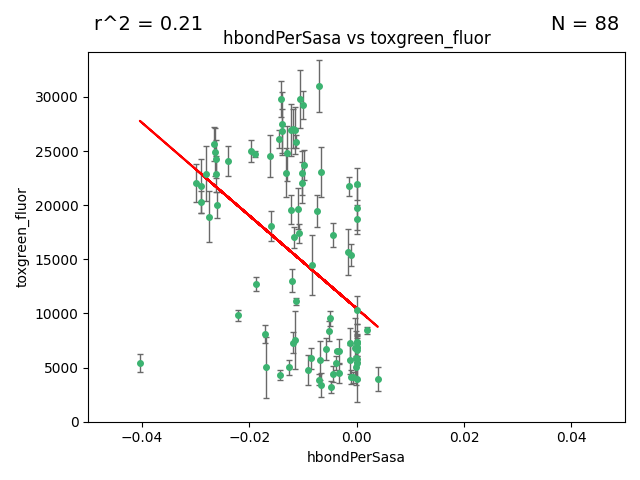 r^2 = 0.21
N = 88
hbondPerSasa vs toxgreen_fluor
30000
25000
20000
15000
10000
5000
0
toxgreen_fluor
−0.04
−0.02
0.00
0.02
0.04
hbondPerSasa